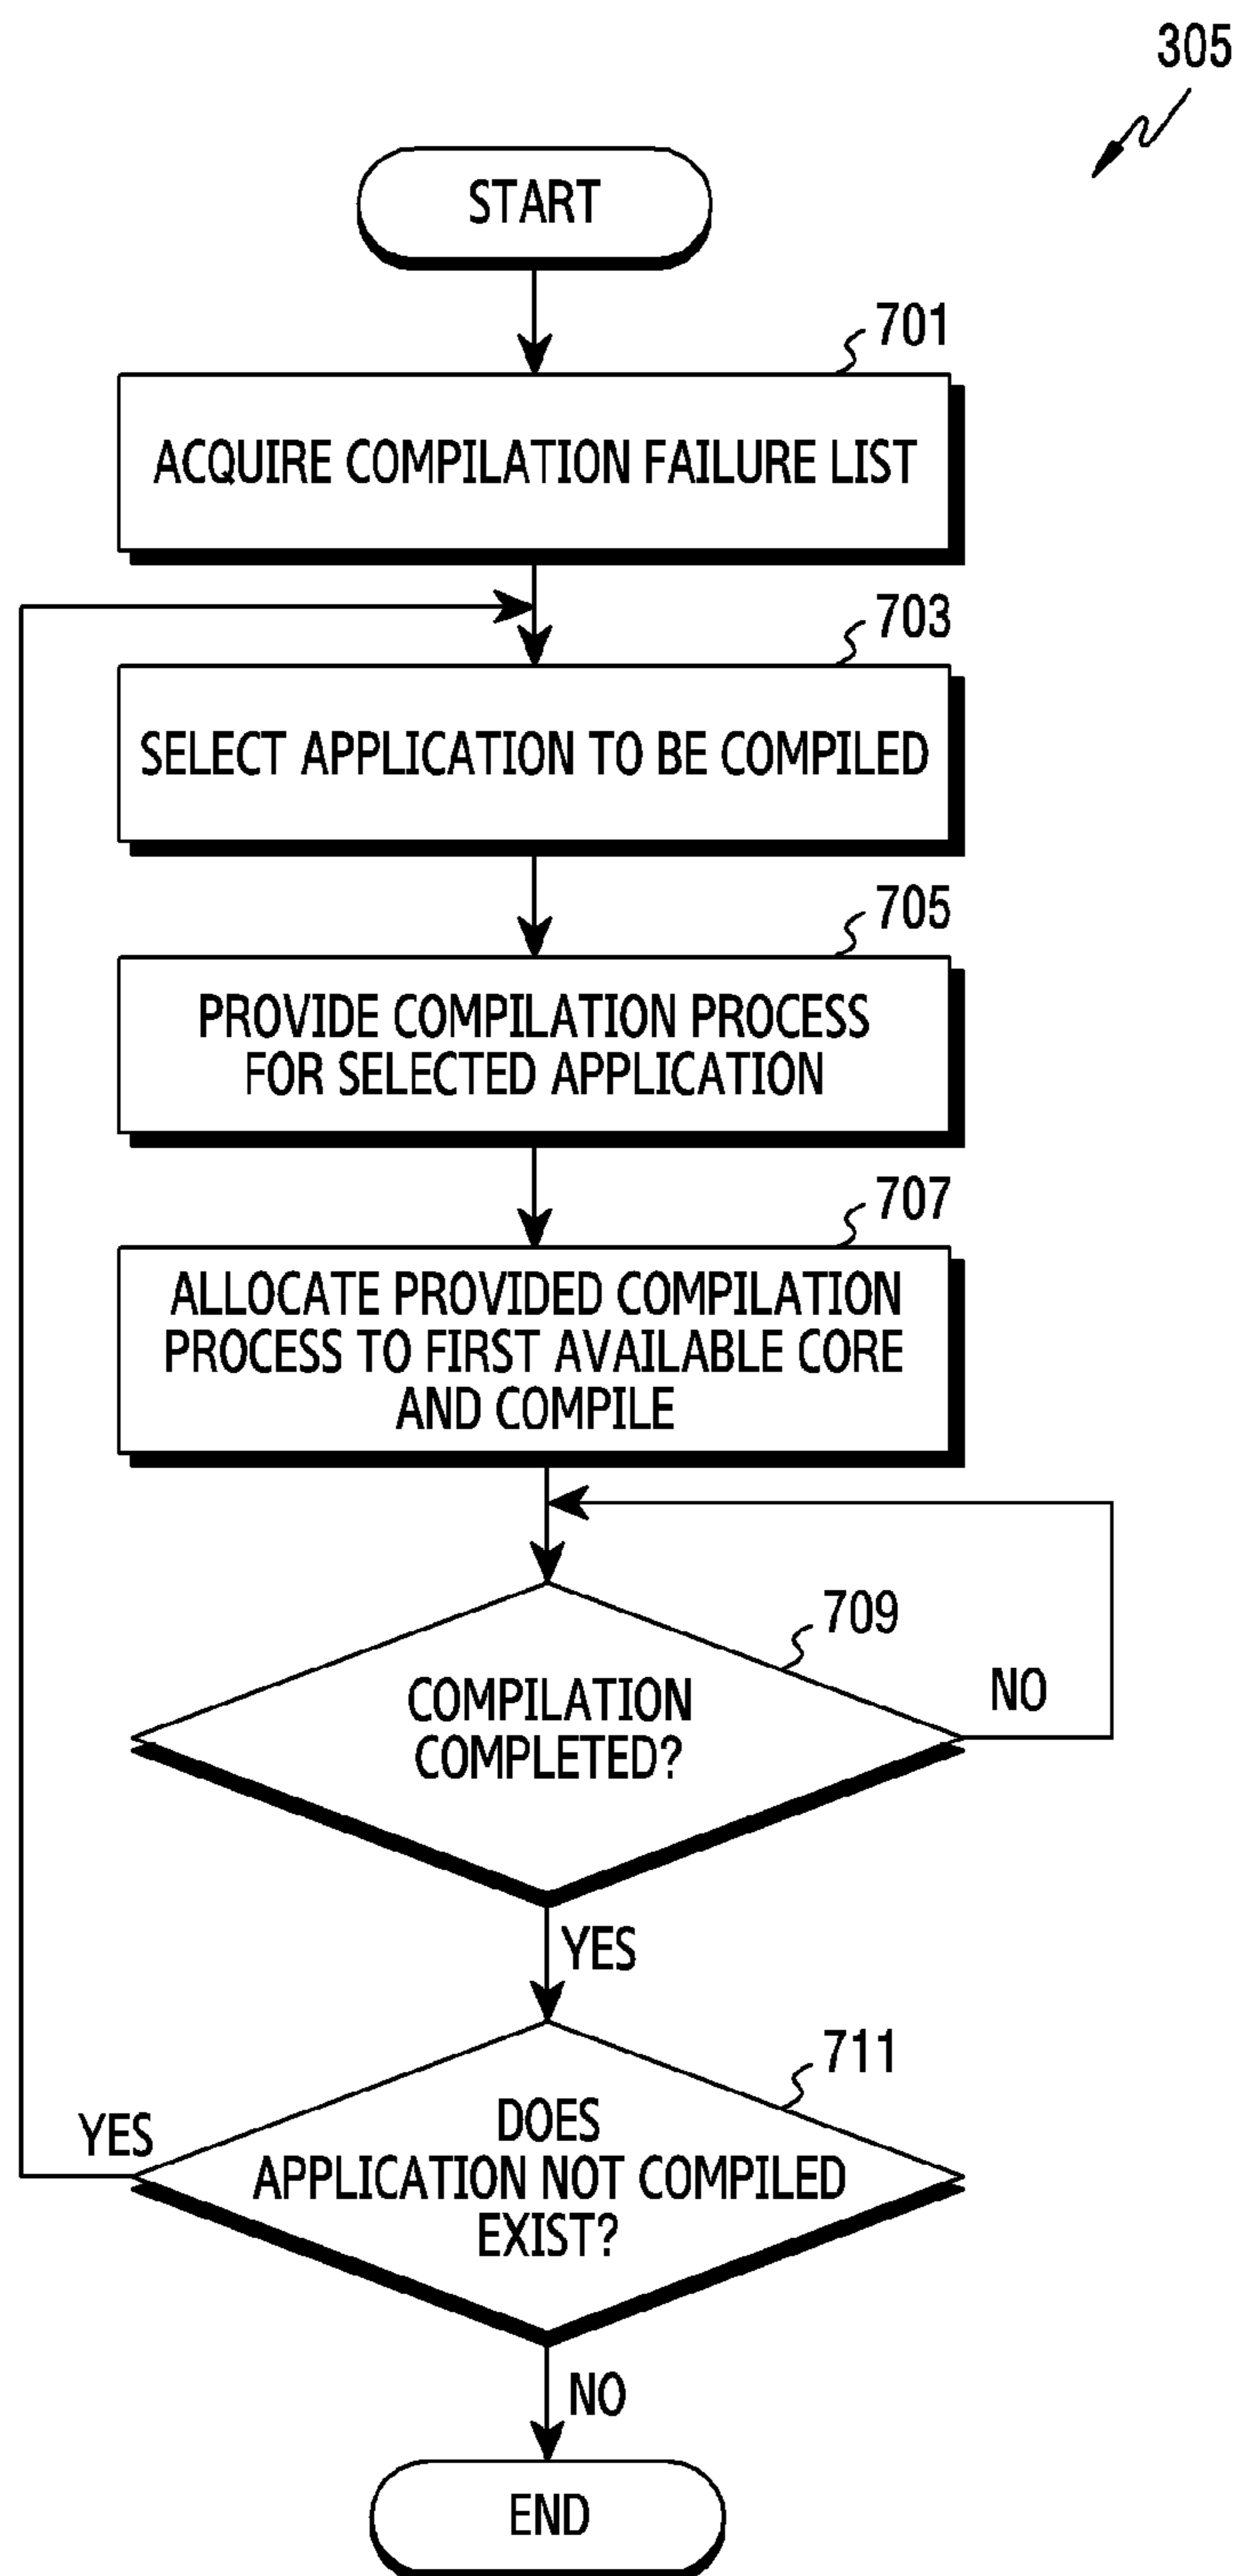 305
START
701
ACQUIRE COMPILATION FAILURE LIST
703
SELECT APPLICATION TO BE COMPILED
705
PROVIDE COMPILATION PROCESS
FOR SELECTED APPLICATION
707
ALLOCATE PROVIDED COMPILATION
PROCESS TO FIRST AVAILABLE CORE
AND COMPILE
709
COMPILATION
COMPLETED?
NO
YES
711
DOES
APPLICATION NOT COMPILED
EXIST?
YES
NO
END